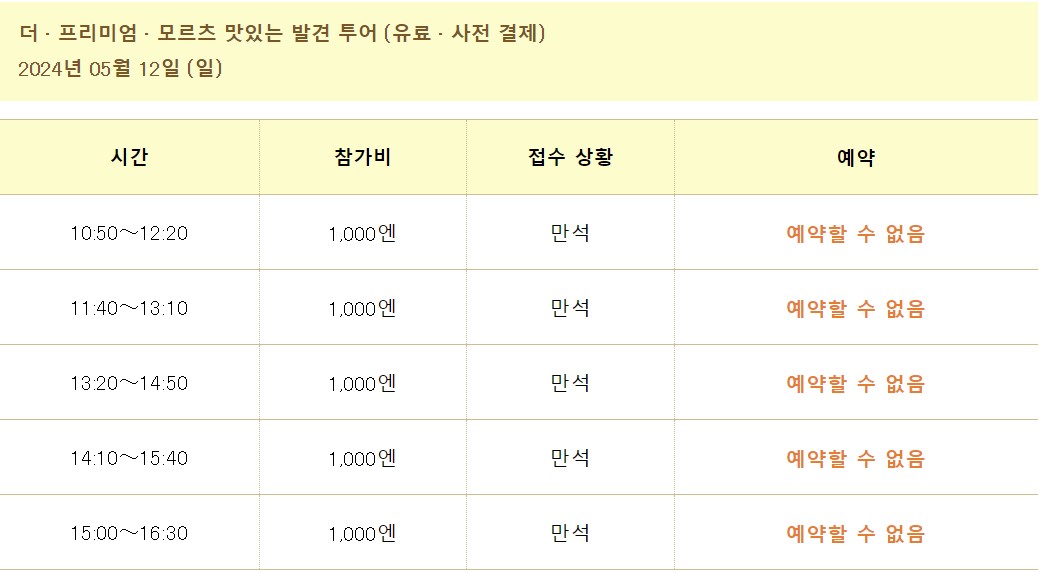 더 · 프리미엄 · 모르츠 맛있는 발견 투어 (유료 · 사전 결제)
2024년 05월 12일 (일)
시간 참가비 접수 상황 예약
10:50～12:20 1,000엔 만석 예약할 수 없음
11:40～13:10 1,000엔 만석 예약할 수 없음
13:20～14:50 1,000엔 만석 예약할 수 없음
14:10～15:40 1,000엔 만석 예약할 수 없음
15:00～16:30 1,000엔 만석 예약할 수 없음